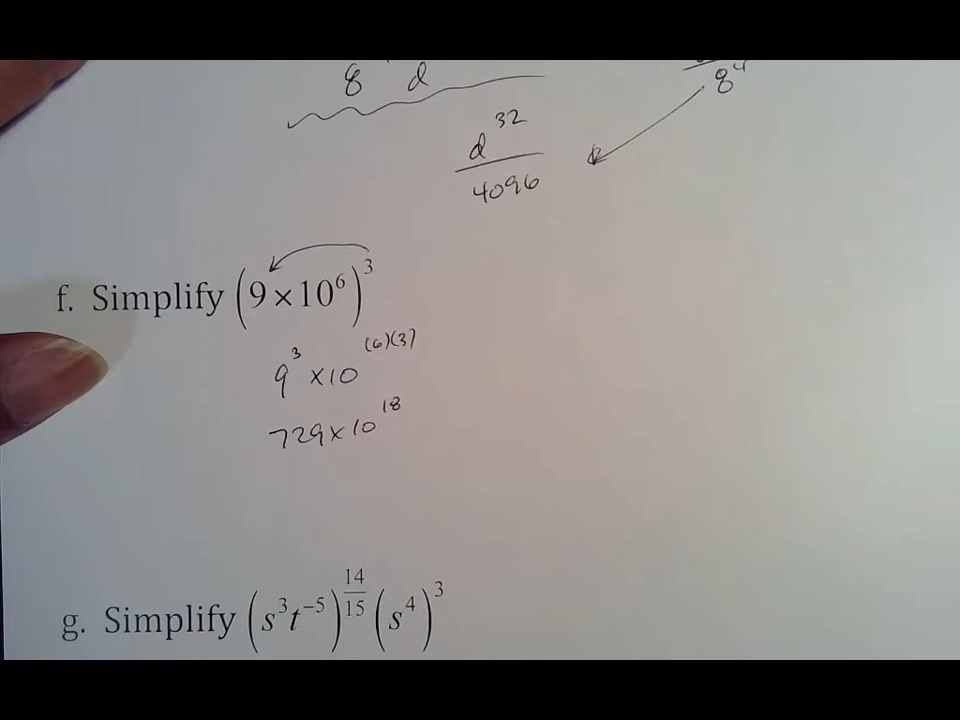 8 d
8⁴
d³²
4096
f. Simplify (9×10⁶)³
9³ ×10⁽⁶⁾⁽³⁾
729×10¹⁸
g. Simplify (s³t⁻⁵)^(14/15) (s⁴)³